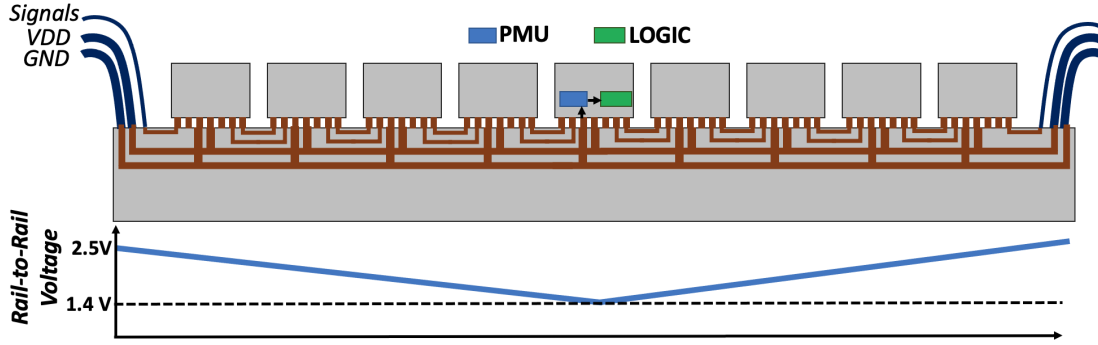 Signals
VDD
GND
PMU
LOGIC
Rail-to-Rail
Voltage
2.5V
1.4 V